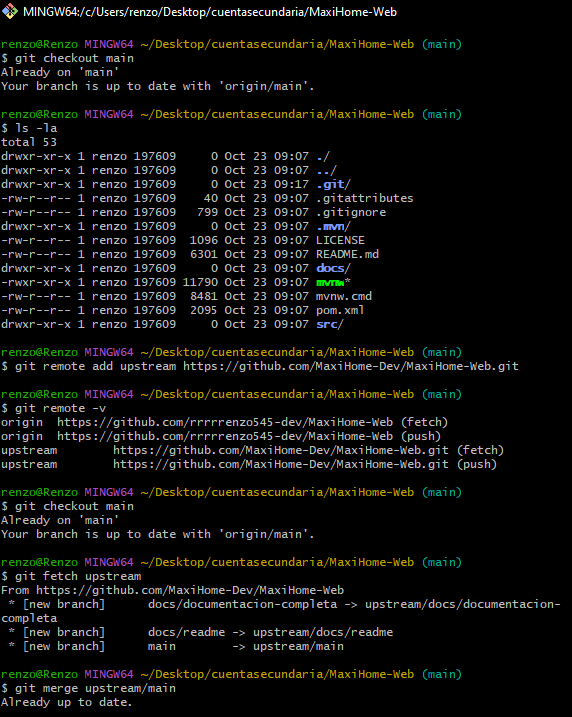 MINGW64:/c/Users/renzo/Desktop/cuentasecundaria/MaxiHome-Web
renzo@Renzo MINGW64 ~/Desktop/cuentasecundaria/MaxiHome-Web (main)
$ git checkout main
Already on 'main'
Your branch is up to date with 'origin/main'.
renzo@Renzo MINGW64 ~/Desktop/cuentasecundaria/MaxiHome-Web (main)
$ ls -la
total 53
drwxr-xr-x 1 renzo 197609     0 Oct 23 09:07 ./
drwxr-xr-x 1 renzo 197609     0 Oct 23 09:07 ../
drwxr-xr-x 1 renzo 197609     0 Oct 23 09:17 .git/
-rw-r--r-- 1 renzo 197609    40 Oct 23 09:07 .gitattributes
-rw-r--r-- 1 renzo 197609   799 Oct 23 09:07 .gitignore
drwxr-xr-x 1 renzo 197609     0 Oct 23 09:07 .mvn/
-rw-r--r-- 1 renzo 197609  1096 Oct 23 09:07 LICENSE
-rw-r--r-- 1 renzo 197609  6301 Oct 23 09:07 README.md
drwxr-xr-x 1 renzo 197609     0 Oct 23 09:07 docs/
-rwxr-xr-x 1 renzo 197609 11790 Oct 23 09:07 mvnw*
-rw-r--r-- 1 renzo 197609  8481 Oct 23 09:07 mvnw.cmd
-rw-r--r-- 1 renzo 197609  2095 Oct 23 09:07 pom.xml
drwxr-xr-x 1 renzo 197609     0 Oct 23 09:07 src/
renzo@Renzo MINGW64 ~/Desktop/cuentasecundaria/MaxiHome-Web (main)
$ git remote add upstream https://github.com/MaxiHome-Dev/MaxiHome-Web.git
renzo@Renzo MINGW64 ~/Desktop/cuentasecundaria/MaxiHome-Web (main)
$ git remote -v
origin  https://github.com/rrrrrenzo545-dev/MaxiHome-Web (fetch)
origin  https://github.com/rrrrrenzo545-dev/MaxiHome-Web (push)
upstream        https://github.com/MaxiHome-Dev/MaxiHome-Web.git (fetch)
upstream        https://github.com/MaxiHome-Dev/MaxiHome-Web.git (push)
renzo@Renzo MINGW64 ~/Desktop/cuentasecundaria/MaxiHome-Web (main)
$ git checkout main
Already on 'main'
Your branch is up to date with 'origin/main'.
renzo@Renzo MINGW64 ~/Desktop/cuentasecundaria/MaxiHome-Web (main)
$ git fetch upstream
From https://github.com/MaxiHome-Dev/MaxiHome-Web
 * [new branch]      docs/documentacion-completa -> upstream/docs/documentacion-
completa
 * [new branch]      docs/readme -> upstream/docs/readme
 * [new branch]      main        -> upstream/main
renzo@Renzo MINGW64 ~/Desktop/cuentasecundaria/MaxiHome-Web (main)
$ git merge upstream/main
Already up to date.